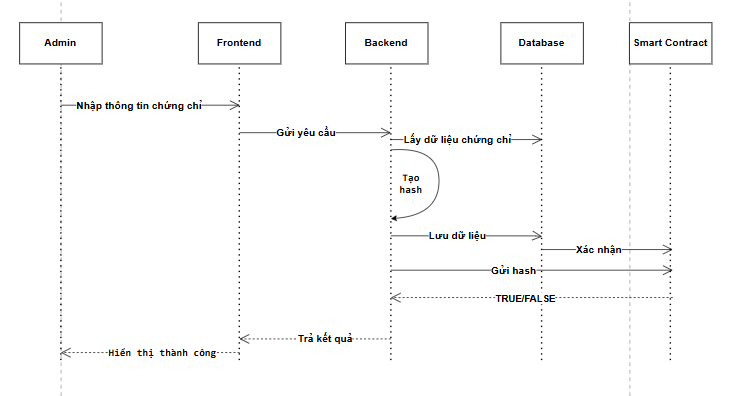 Admin
Frontend
Backend
Database
Smart Contract
Nhập thông tin chứng chỉ
Gửi yêu cầu
Lấy dữ liệu chứng chỉ
Tạo
hash
Lưu dữ liệu
Xác nhận
Gửi hash
TRUE/FALSE
Trả kết quả
Hiển thị thành công